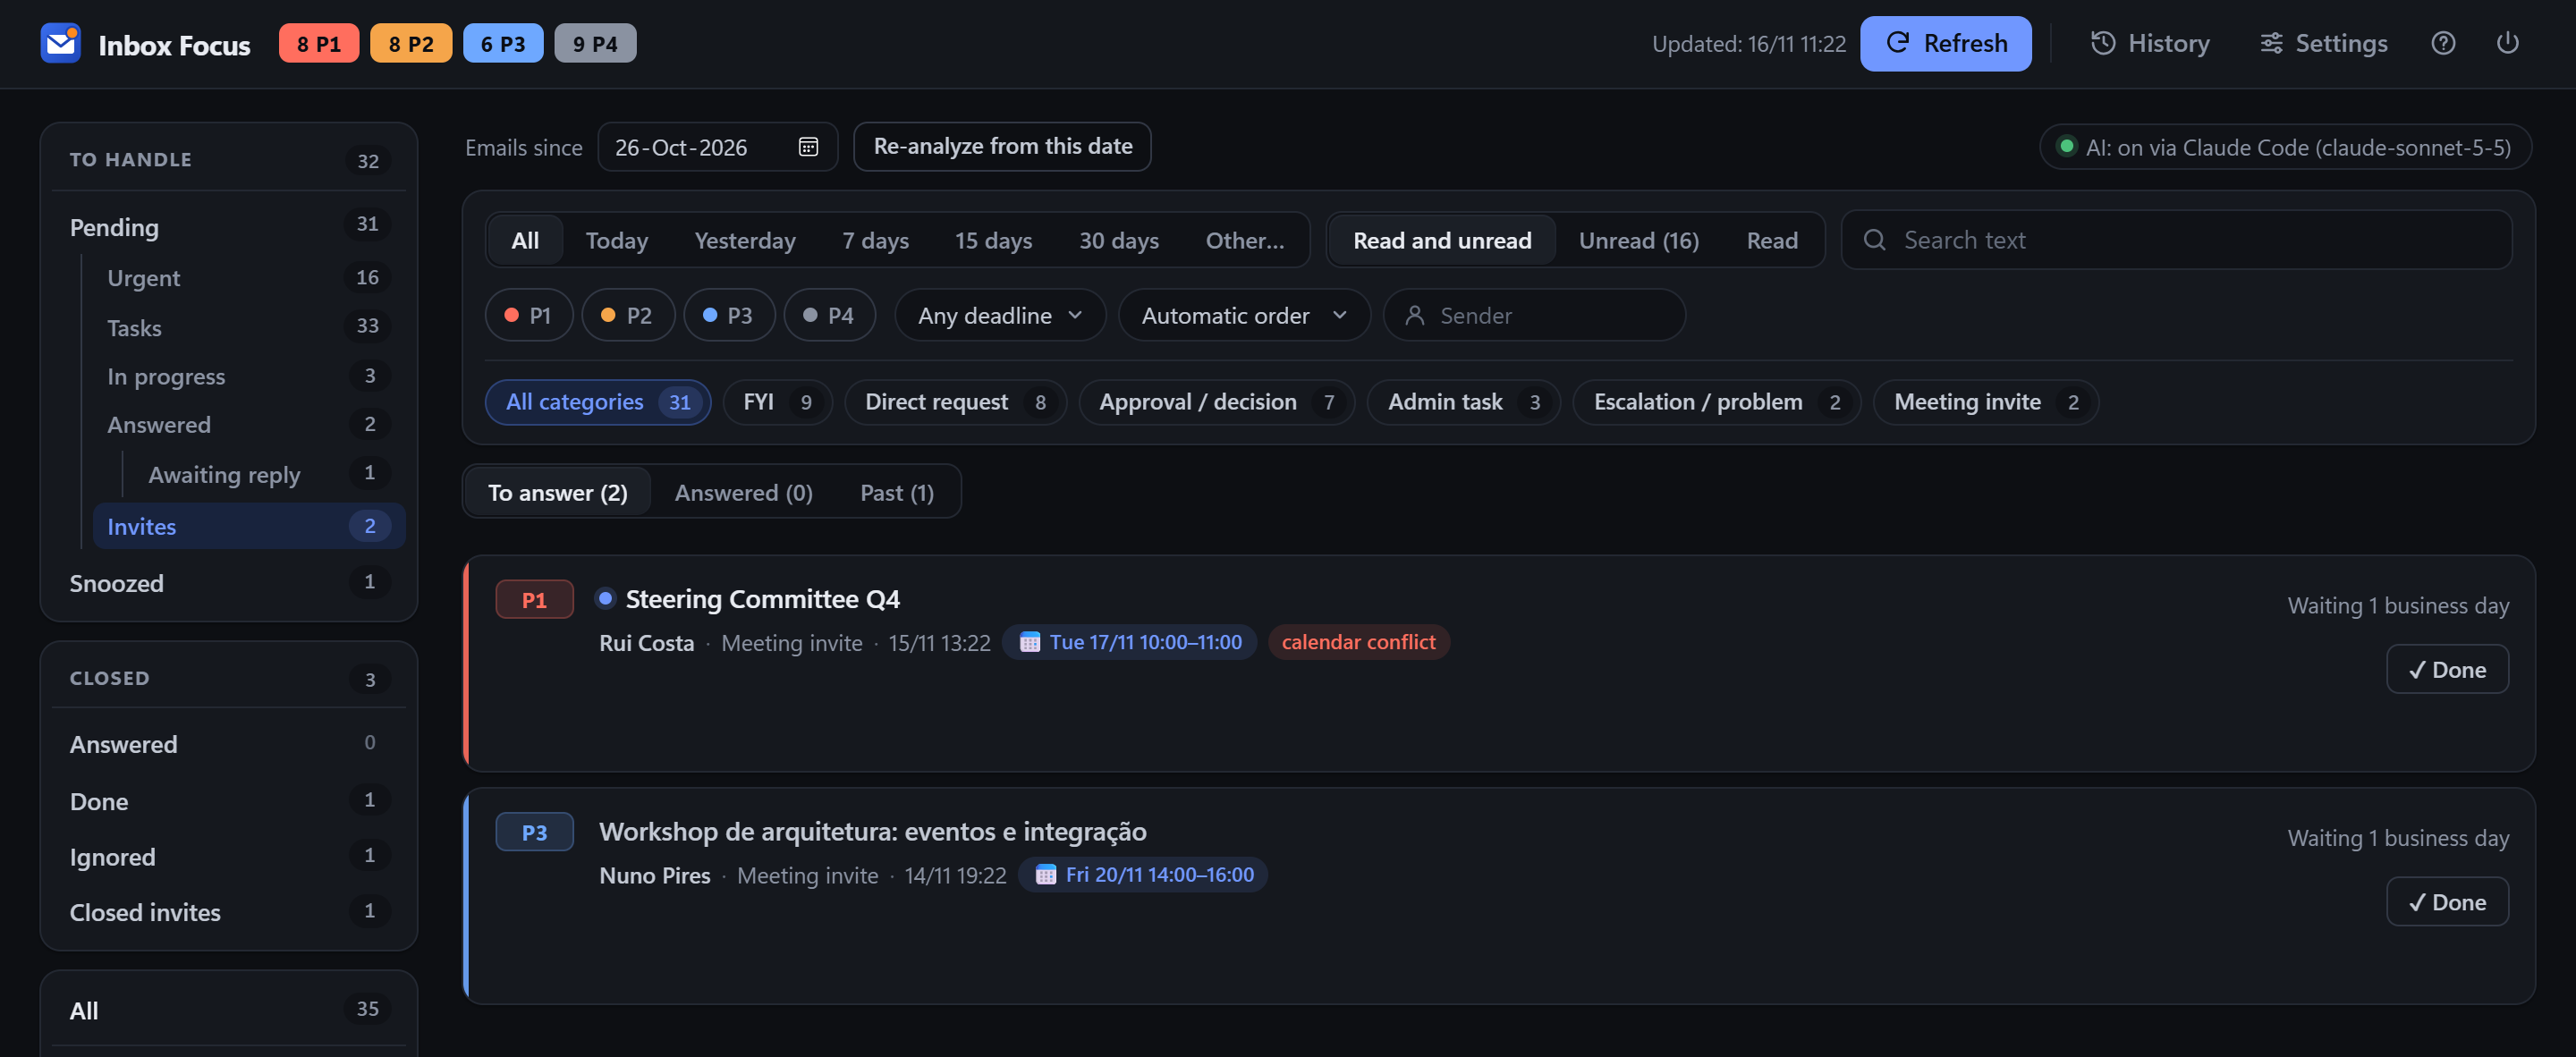 Inbox Focus 8 P1 8 P2 6 P3 9 P4 Updated: 16/11 11:22 Refresh History Settings
TO HANDLE 32
Pending 31
Urgent 16
Tasks 33
In progress 3
Answered 2
Awaiting reply 1
Invites 2
Snoozed 1
CLOSED 3
Answered 0
Done 1
Ignored 1
Closed invites 1
All 35
Emails since 26-Oct-2026 Re-analyze from this date AI: on via Claude Code (claude-sonnet-5-5)
All Today Yesterday 7 days 15 days 30 days Other... Read and unread Unread (16) Read Search text
P1 P2 P3 P4 Any deadline Automatic order Sender
All categories 31 FYI 9 Direct request 8 Approval / decision 7 Admin task 3 Escalation / problem 2 Meeting invite 2
To answer (2) Answered (0) Past (1)
P1 Steering Committee Q4 Waiting 1 business day
Rui Costa · Meeting invite · 15/11 13:22 Tue 17/11 10:00–11:00 calendar conflict
✓ Done
P3 Workshop de arquitetura: eventos e integração Waiting 1 business day
Nuno Pires · Meeting invite · 14/11 19:22 Fri 20/11 14:00–16:00
✓ Done